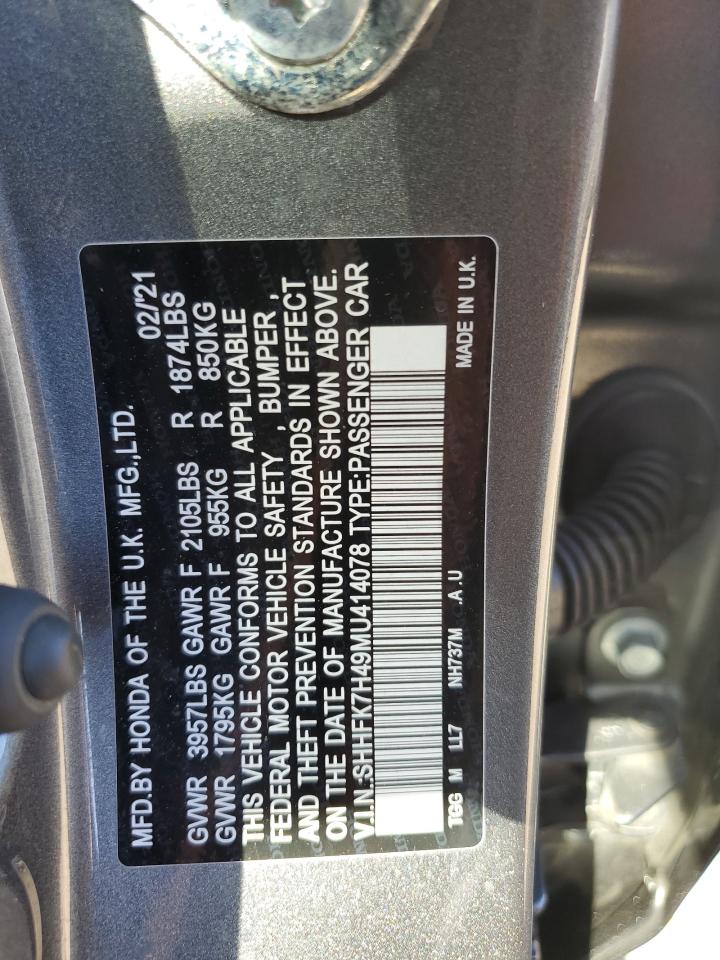 MFD.BY HONDA OF THE U.K. MFG.,LTD. 02/'21
GVWR 3957LBS GAWR F 2105LBS R 1874LBS
GVWR 1795KG GAWR F 955KG R 850KG
THIS VEHICLE CONFORMS TO ALL APPLICABLE
FEDERAL MOTOR VEHICLE SAFETY , BUMPER ,
AND THEFT PREVENTION STANDARDS IN EFFECT
ON THE DATE OF MANUFACTURE SHOWN ABOVE.
V.I.N:SHHFK7H49MU414078 TYPE:PASSENGER CAR
TGG M LL7 NH737M .A .U MADE IN U.K.